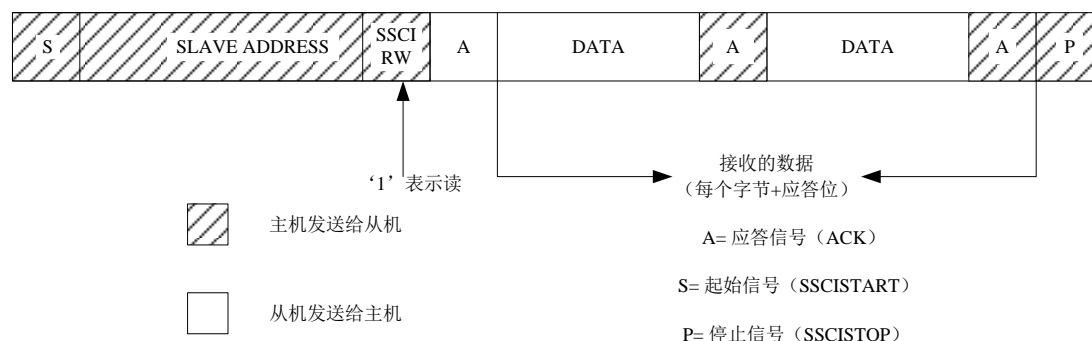 S SLAVE ADDRESS SSCI RW A DATA A DATA A P
‘1’表示读
接收的数据
（每个字节+应答位）
主机发送给从机
A= 应答信号（ACK）
S= 起始信号（SSCISTART）
从机发送给主机
P= 停止信号（SSCISTOP）